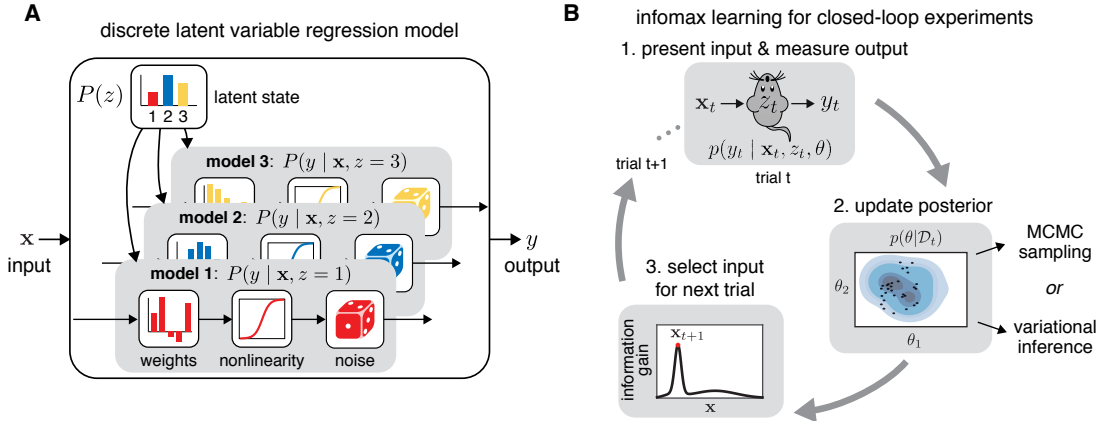 A
discrete latent variable regression model
P(z)
1 2 3
latent state
model 3: P(y | x, z = 3)
model 2: P(y | x, z = 2)
x
input
y
output
model 1: P(y | x, z = 1)
weights
nonlinearity
noise
B
infomax learning for closed-loop experiments
1. present input & measure output
x_t
z_t
y_t
p(y_t | x_t, z_t, θ)
trial t
trial t+1
2. update posterior
p(θ|𝒟_t)
θ_2
θ_1
MCMC
sampling
or
variational
inference
3. select input
for next trial
x_{t+1}
information
gain
x